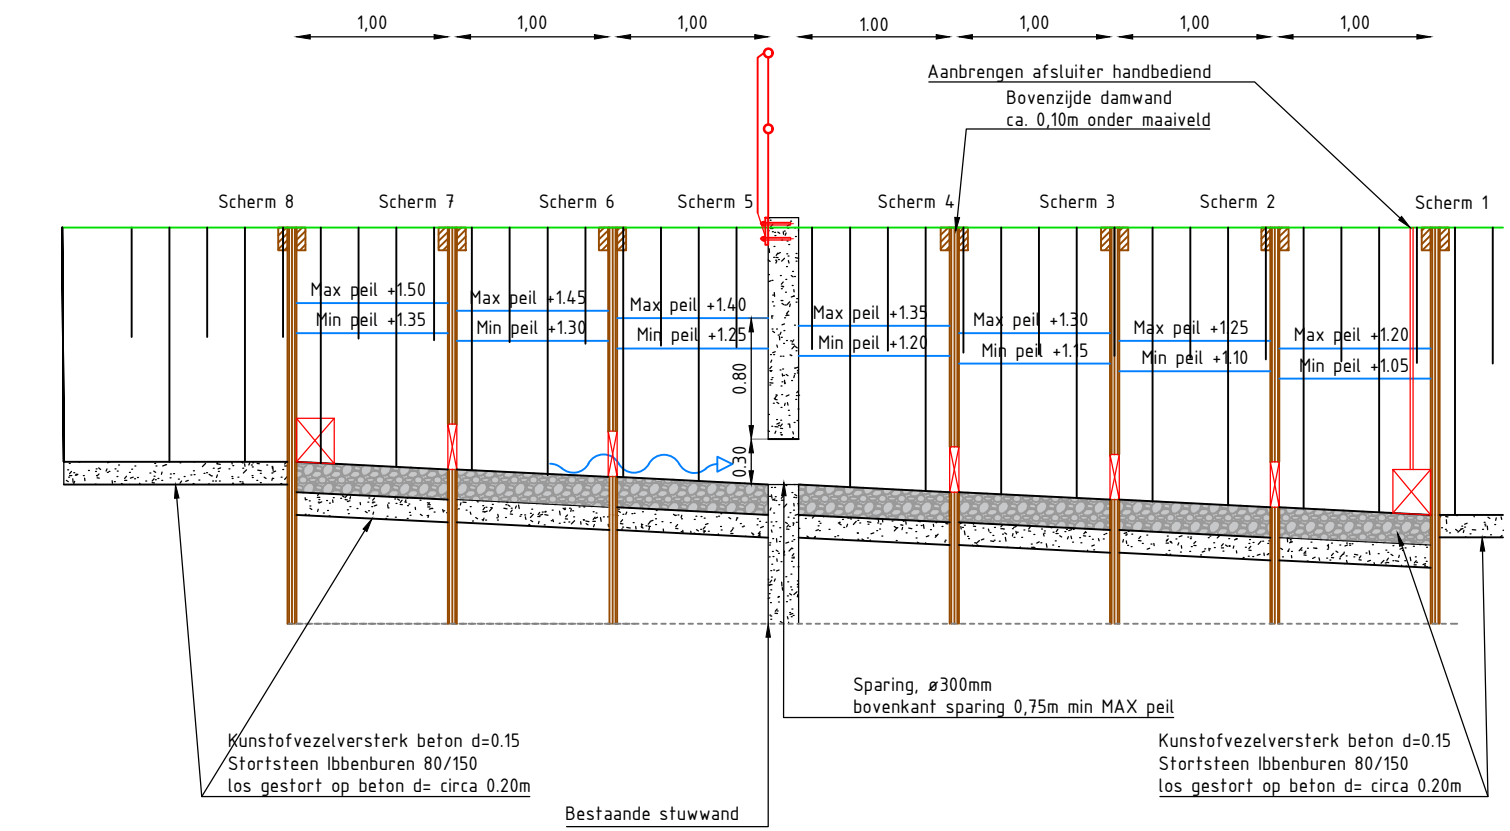 1,00 1,00 1,00 1.00 1,00 1,00 1,00
Aanbrengen afsluiter handbediend
Bovenzijde damwand
ca. 0,10m onder maaiveld
Scherm 8 Scherm 7 Scherm 6 Scherm 5 Scherm 4 Scherm 3 Scherm 2 Scherm 1
Max peil +1.50
Min peil +1.35
Max peil +1.45
Min peil +1.30
Max peil +1.40
Min peil +1.25
Max peil +1.35
Min peil +1.20
Max peil +1.30
Min peil +1.15
Max peil +1.25
Min peil +1.10
Max peil +1.20
Min peil +1.05
0.80
0.30
Sparing, ø300mm
bovenkant sparing 0,75m min MAX peil
Kunstofvezelversterk beton d=0.15
Stortsteen Ibbenburen 80/150
los gestort op beton d= circa 0.20m
Kunstofvezelversterk beton d=0.15
Stortsteen Ibbenburen 80/150
los gestort op beton d= circa 0.20m
Bestaande stuwwand